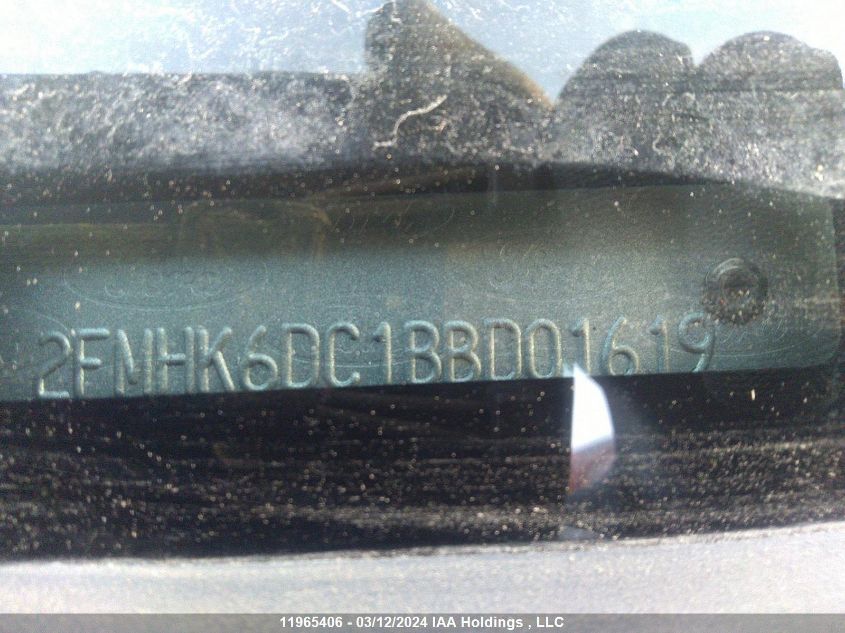 2FMHK6DC1BBD01619
11965406 - 03/12/2024 IAA Holdings , LLC